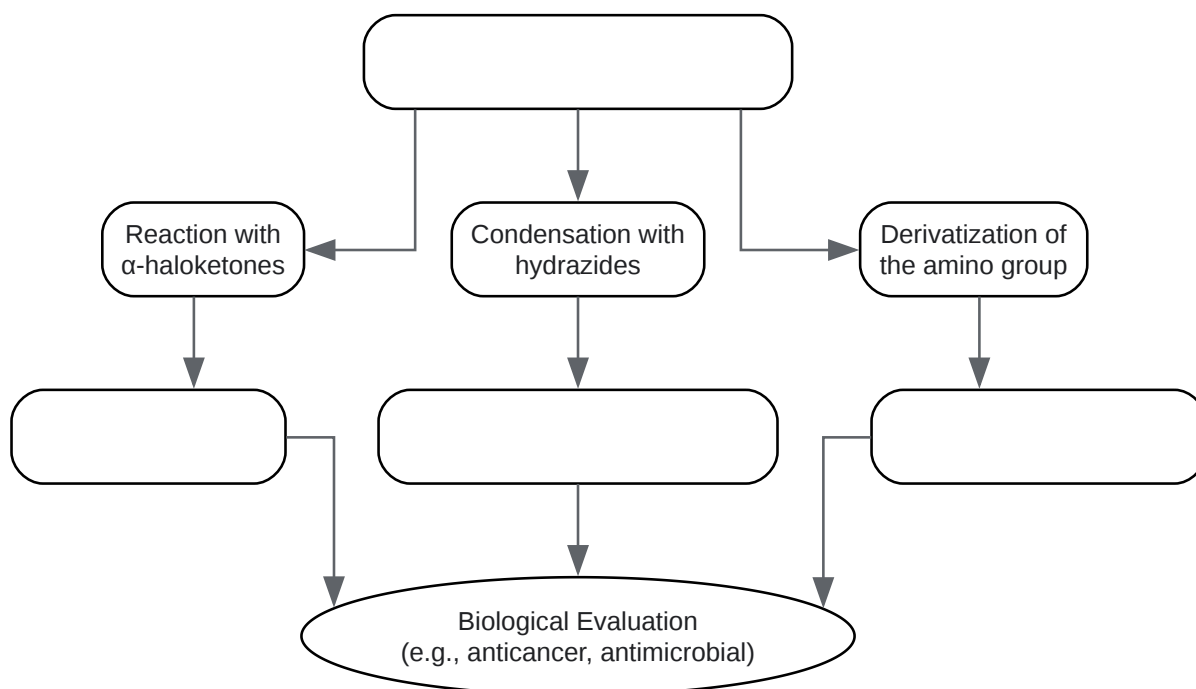 Reaction with
α-haloketones
Condensation with
hydrazides
Derivatization of
the amino group
Biological Evaluation
(e.g., anticancer, antimicrobial)